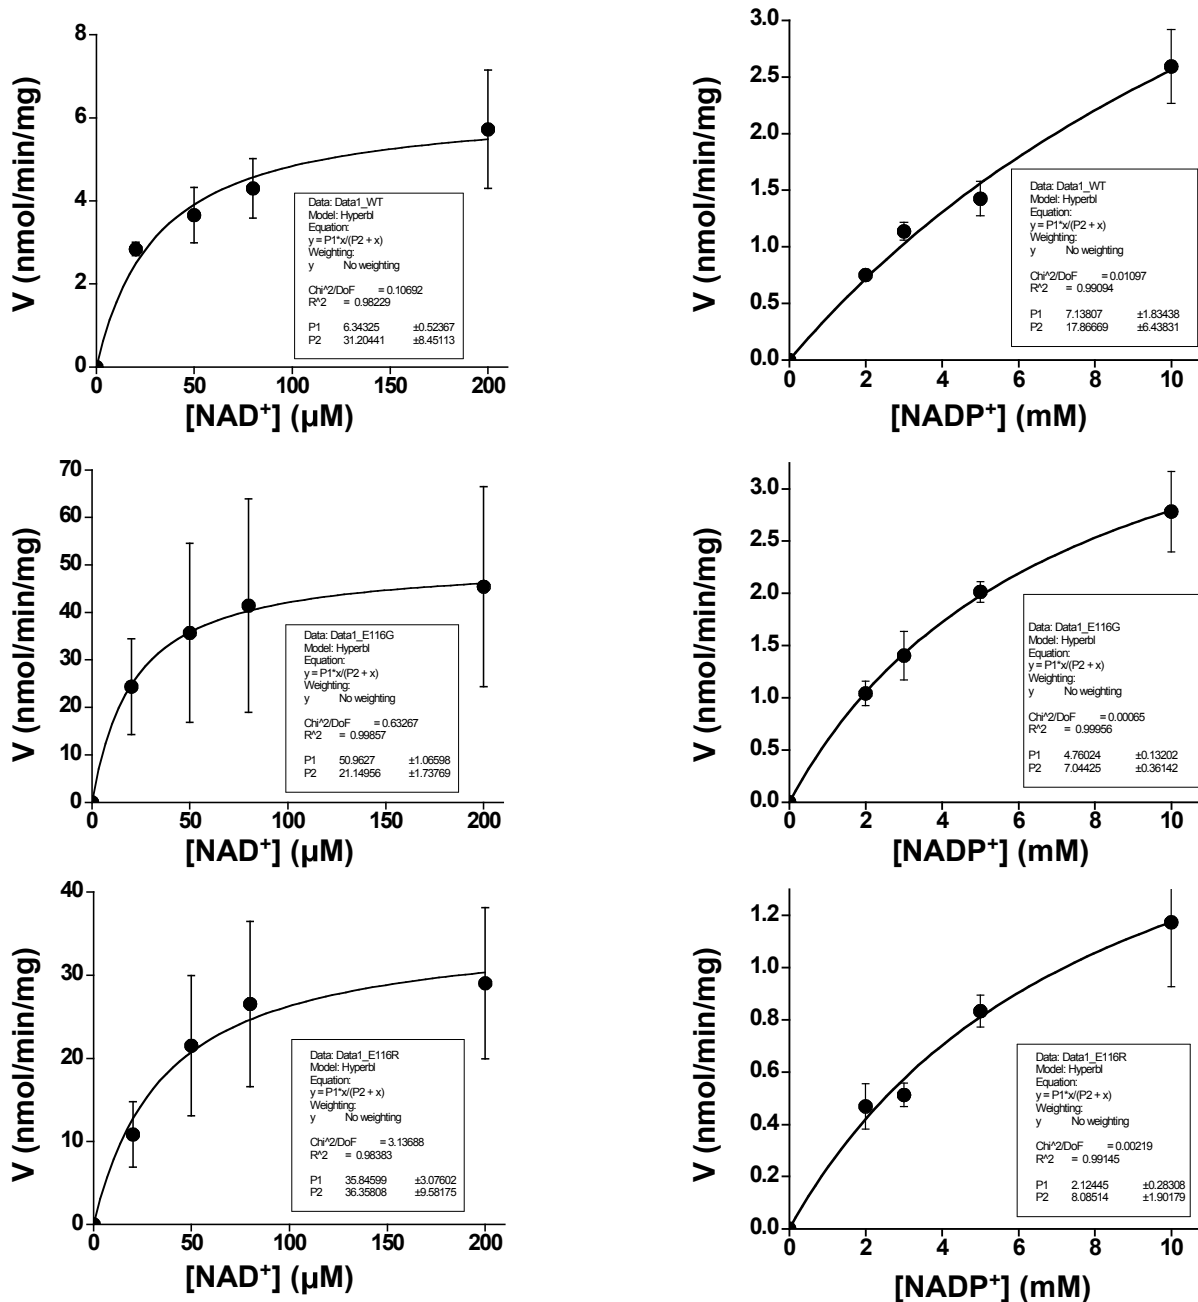 8
6
4
2
0
V (nmol/min/mg)
Data: Data1_WT
Model: Hyperbl
Equation:
y = P1*x/(P2 + x)
Weighting:
y No weighting
Chi^2/DoF = 0.10692
R^2 = 0.98229
P1 6.34325 ±0.52367
P2 31.20441 ±8.45113
0 50 100 150 200
[NAD⁺] (µM)
3.0
2.5
2.0
1.5
1.0
0.5
0.0
V (nmol/min/mg)
Data: Data1_WT
Model: Hyperbl
Equation:
y = P1*x/(P2 + x)
Weighting:
y No weighting
Chi^2/DoF = 0.01097
R^2 = 0.99094
P1 7.13807 ±1.83438
P2 17.86669 ±6.43831
0 2 4 6 8 10
[NADP⁺] (mM)
70
60
50
40
30
20
10
0
V (nmol/min/mg)
Data: Data1_E116G
Model: Hyperbl
Equation:
y = P1*x/(P2 + x)
Weighting:
y No weighting
Chi^2/DoF = 0.63267
R^2 = 0.99857
P1 50.9627 ±1.06598
P2 21.14956 ±1.73769
0 50 100 150 200
[NAD⁺] (µM)
3.0
2.5
2.0
1.5
1.0
0.5
0.0
V (nmol/min/mg)
Data: Data1_E116G
Model: Hyperbl
Equation:
y = P1*x/(P2 + x)
Weighting:
y No weighting
Chi^2/DoF = 0.00065
R^2 = 0.99956
P1 4.76024 ±0.13202
P2 7.04425 ±0.36142
0 2 4 6 8 10
[NADP⁺] (mM)
40
30
20
10
0
V (nmol/min/mg)
Data: Data1_E116R
Model: Hyperbl
Equation:
y = P1*x/(P2 + x)
Weighting:
y No weighting
Chi^2/DoF = 3.13688
R^2 = 0.98383
P1 35.84599 ±3.07602
P2 36.35808 ±9.58175
0 50 100 150 200
[NAD⁺] (µM)
1.2
1.0
0.8
0.6
0.4
0.2
0.0
V (nmol/min/mg)
Data: Data1_E116R
Model: Hyperbl
Equation:
y = P1*x/(P2 + x)
Weighting:
y No weighting
Chi^2/DoF = 0.00219
R^2 = 0.99145
P1 2.12445 ±0.28308
P2 8.08514 ±1.90179
0 2 4 6 8 10
[NADP⁺] (mM)